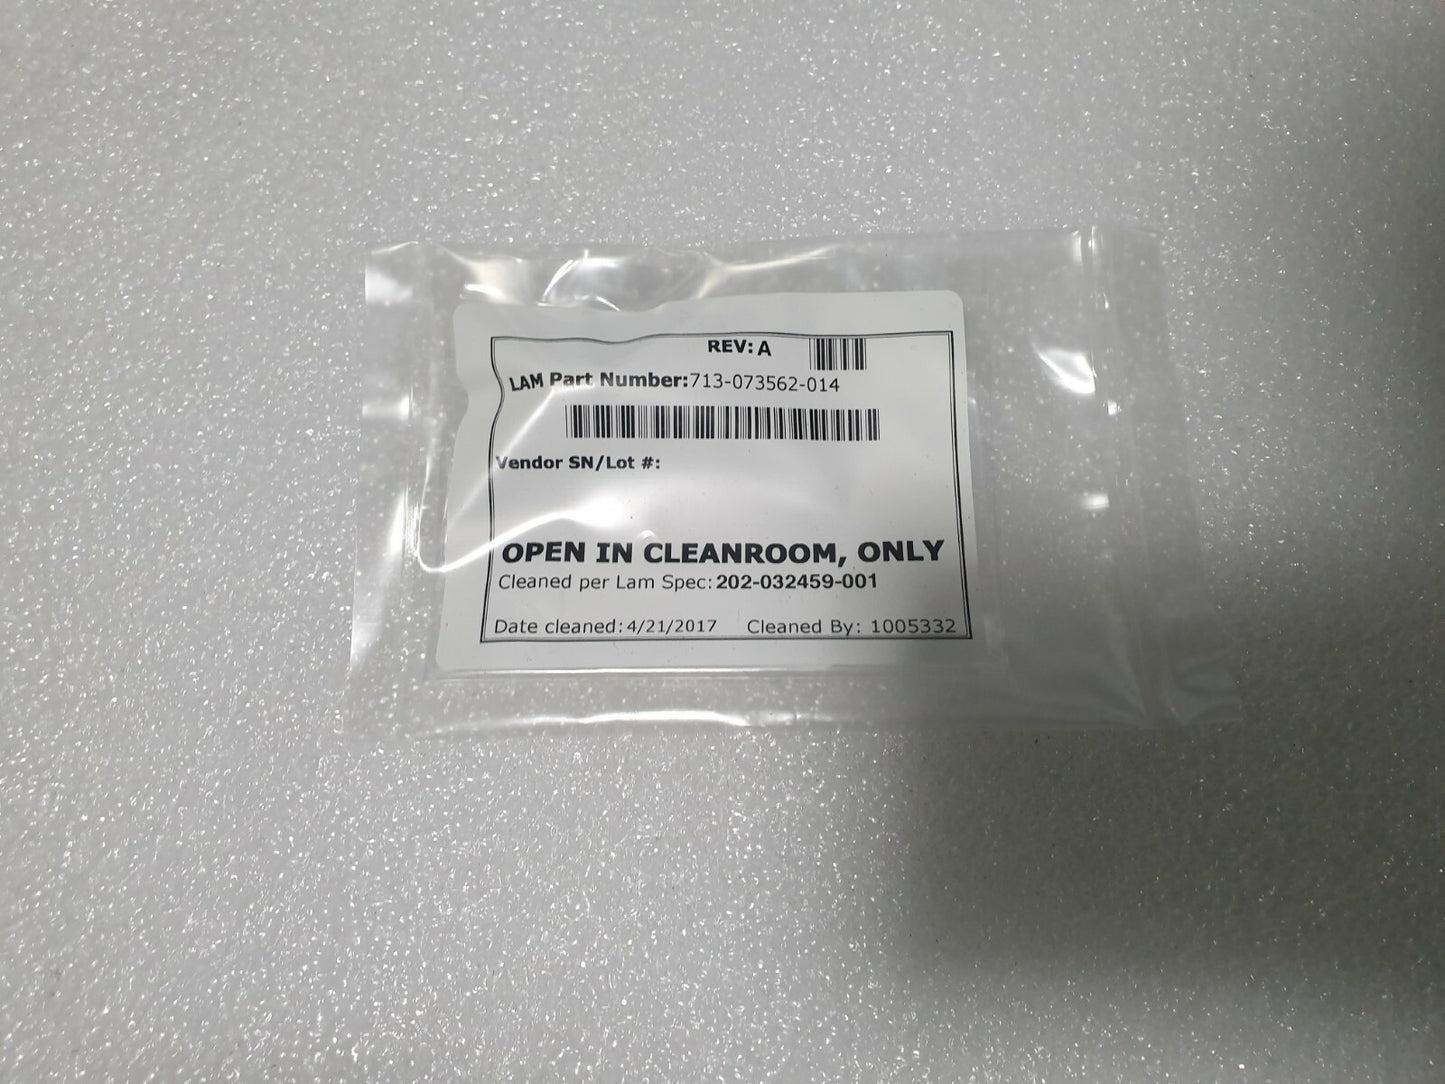 REV: A
LAM Part Number:713-073562-014
Vendor SN/Lot #:
OPEN IN CLEANROOM, ONLY
Cleaned per Lam Spec: 202-032459-001
Date cleaned: 4/21/2017 Cleaned By: 1005332